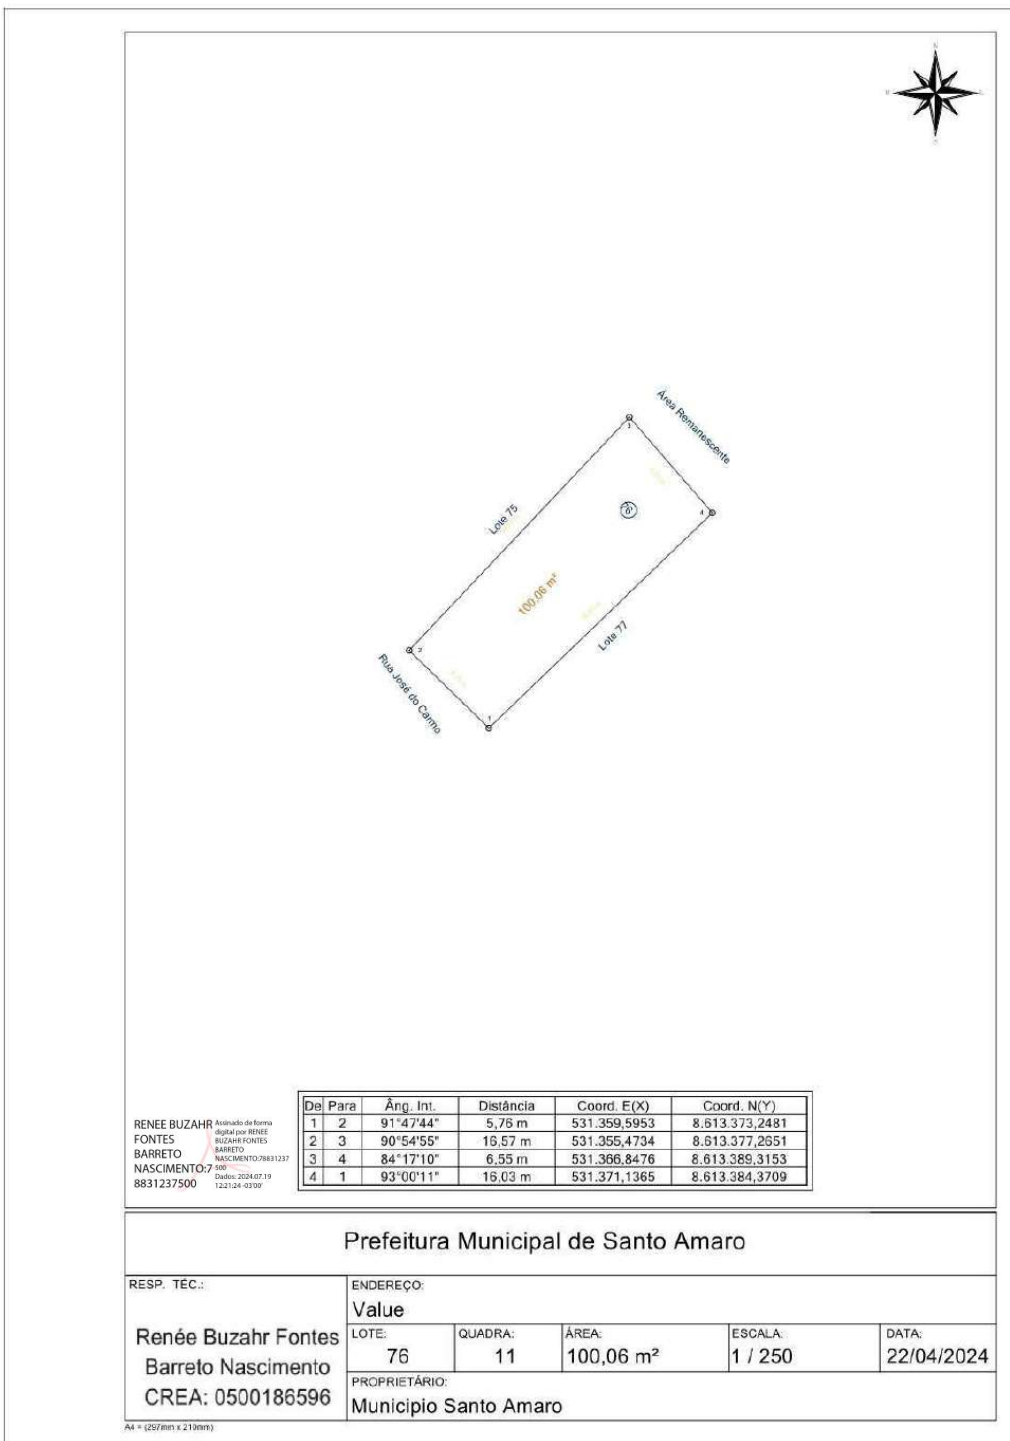 N
Área Remanescente
3
Lote 75
76
4
100,06 m²
Lote 77
2
Rua José do Carmo
1
RENEE BUZAHR
FONTES
BARRETO
NASCIMENTO:7
8831237500
Assinado de forma
digital por RENEE
BUZAHR FONTES
BARRETO
NASCIMENTO:78831237
500
Dados: 2024.07.19
12:21:24 -03'00'
De Para Âng. Int. Distância Coord. E(X) Coord. N(Y)
1 2 91°47'44" 5,76 m 531.359,5953 8.613.373,2481
2 3 90°54'55" 16,57 m 531.355,4734 8.613.377,2651
3 4 84°17'10" 6,55 m 531.366,8476 8.613.389,3153
4 1 93°00'11" 16,03 m 531.371,1365 8.613.384,3709
Prefeitura Municipal de Santo Amaro
RESP. TÉC.:
Renée Buzahr Fontes
Barreto Nascimento
CREA: 0500186596
ENDEREÇO:
Value
LOTE: QUADRA: ÁREA: ESCALA: DATA:
76 11 100,06 m² 1 / 250 22/04/2024
PROPRIETÁRIO:
Municipio Santo Amaro
A4 = (297mm x 210mm)